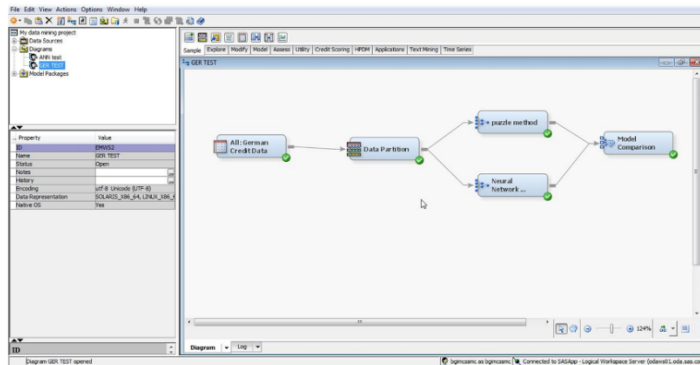 File Edit View Actions Options Window Help
My data mining project
Data Sources
Diagrams
ANN test
GER TEST
Model Packages
Property Value
ID EMWS2
Name GER TEST
Status Open
Notes
History
Encoding utf-8 Unicode (UTF-8)
Data Representation SOLARIS_X86_64, LINUX_X86_6
Native OS Yes
ID
Diagram GER TEST opened
Sample Explore Modify Model Assess Utility Credit Scoring HPDM Applications Text Mining Time Series
GER TEST
All: German
Credit Data
Data Partition
puzzle method
Neural
Network ...
Model
Comparison
124%
Diagram Log
Connected to SASApp - Logical Workspace Server